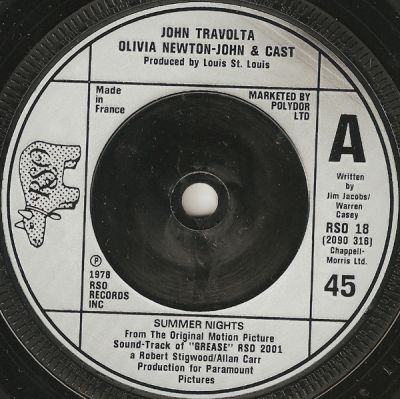 JOHN TRAVOLTA
OLIVIA NEWTON-JOHN & CAST
Produced by Louis St. Louis
Made in
France
MARKETED BY
POLYDOR
LTD
A
RSO
Written
by
Jim Jacobs/
Warren
Casey
RSO 18
(2090 316)
Chappell-
Morris Ltd.
45
P
1978
RSO
RECORDS
INC
SUMMER NIGHTS
From The Original Motion Picture
Sound-Track of "GREASE" RSO 2001
a Robert Stigwood/Allan Carr
Production for Paramount
Pictures